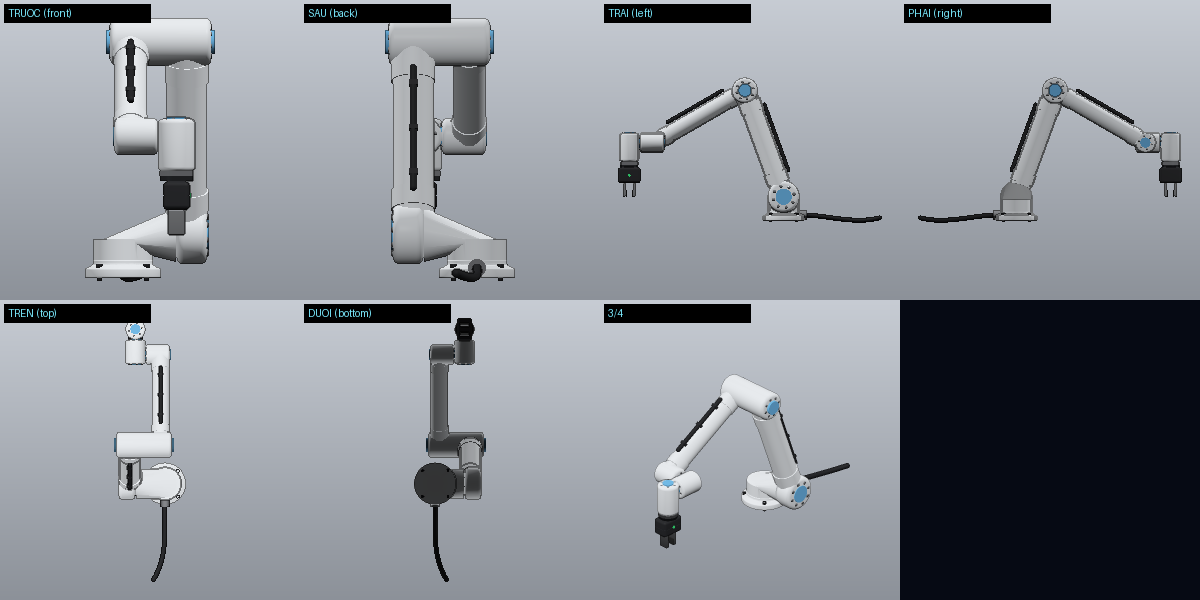 TRUOC (front)
SAU (back)
TRAI (left)
PHAI (right)
TREN (top)
DUOI (bottom)
3/4